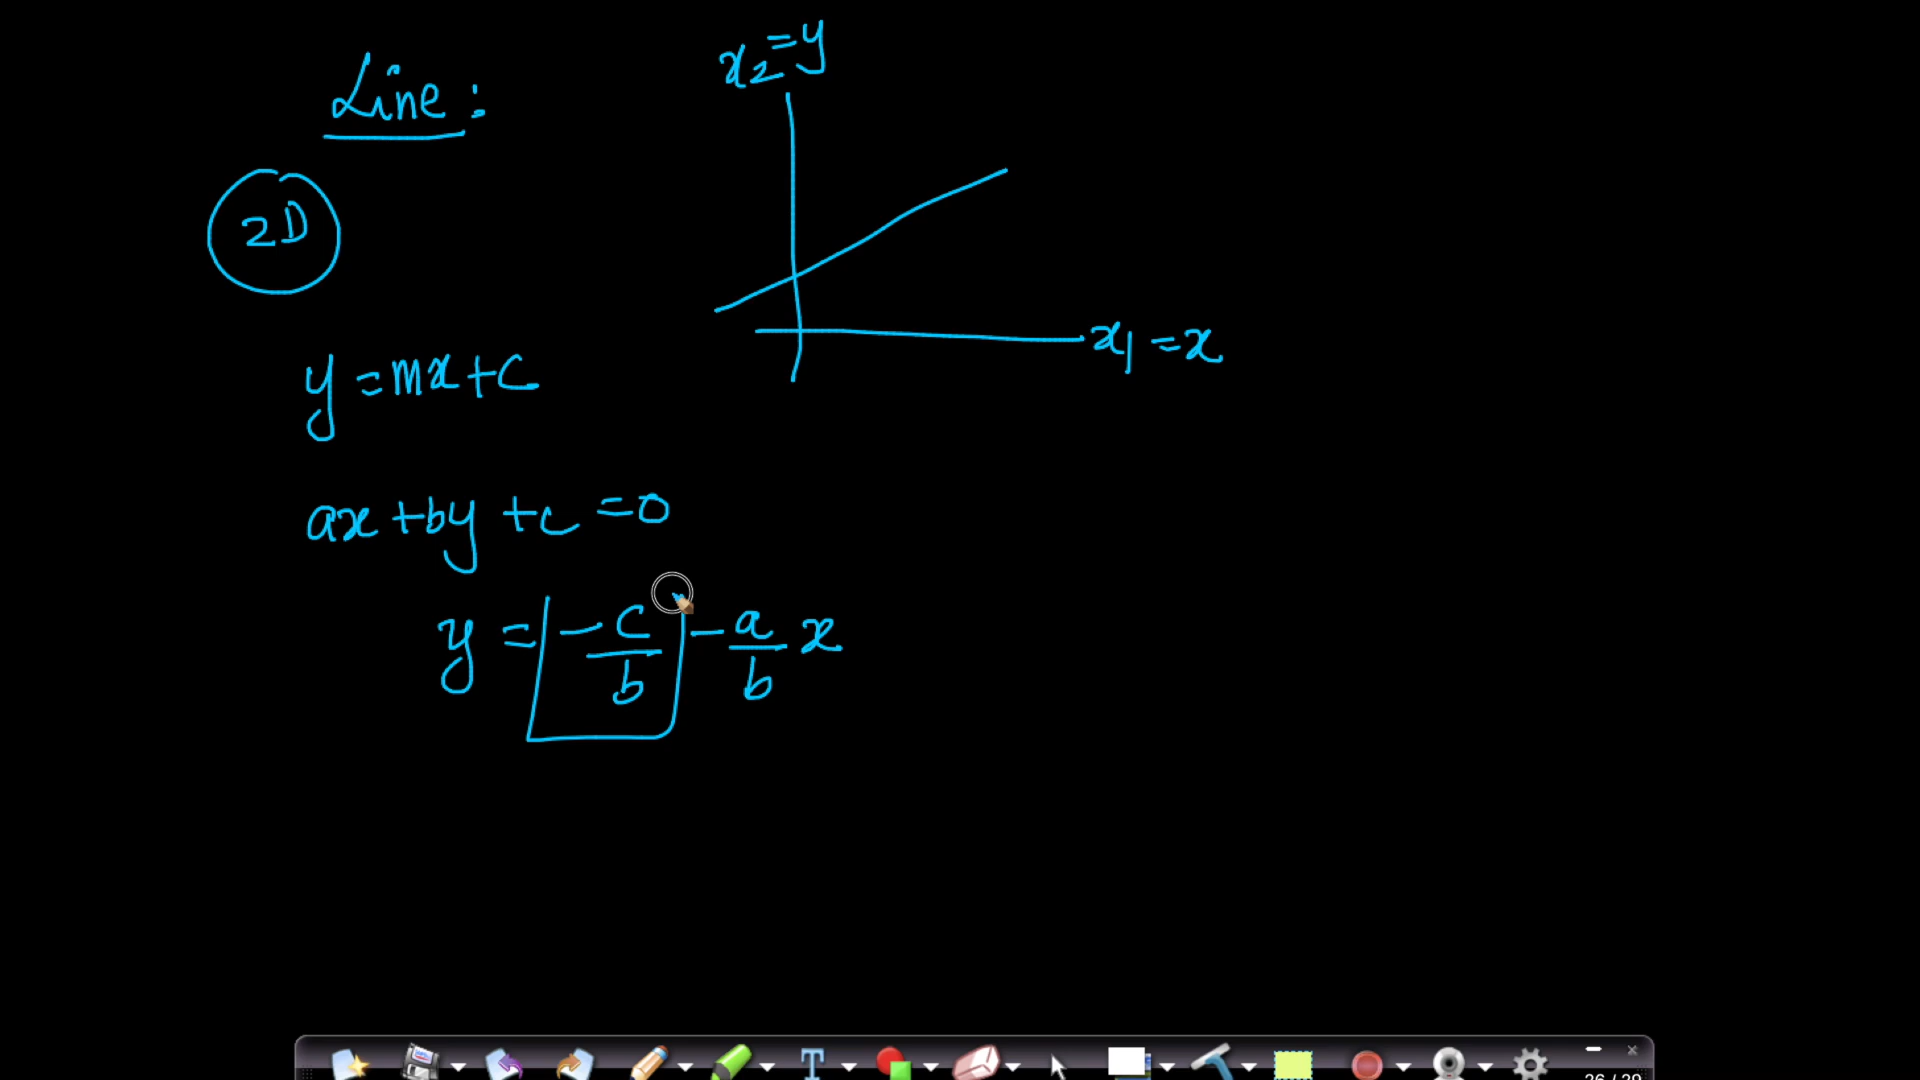 Line :
x₂ = y
2D
x₁ = x
y = mx + c
ax + by + c = 0
y = -c/b - a/b x